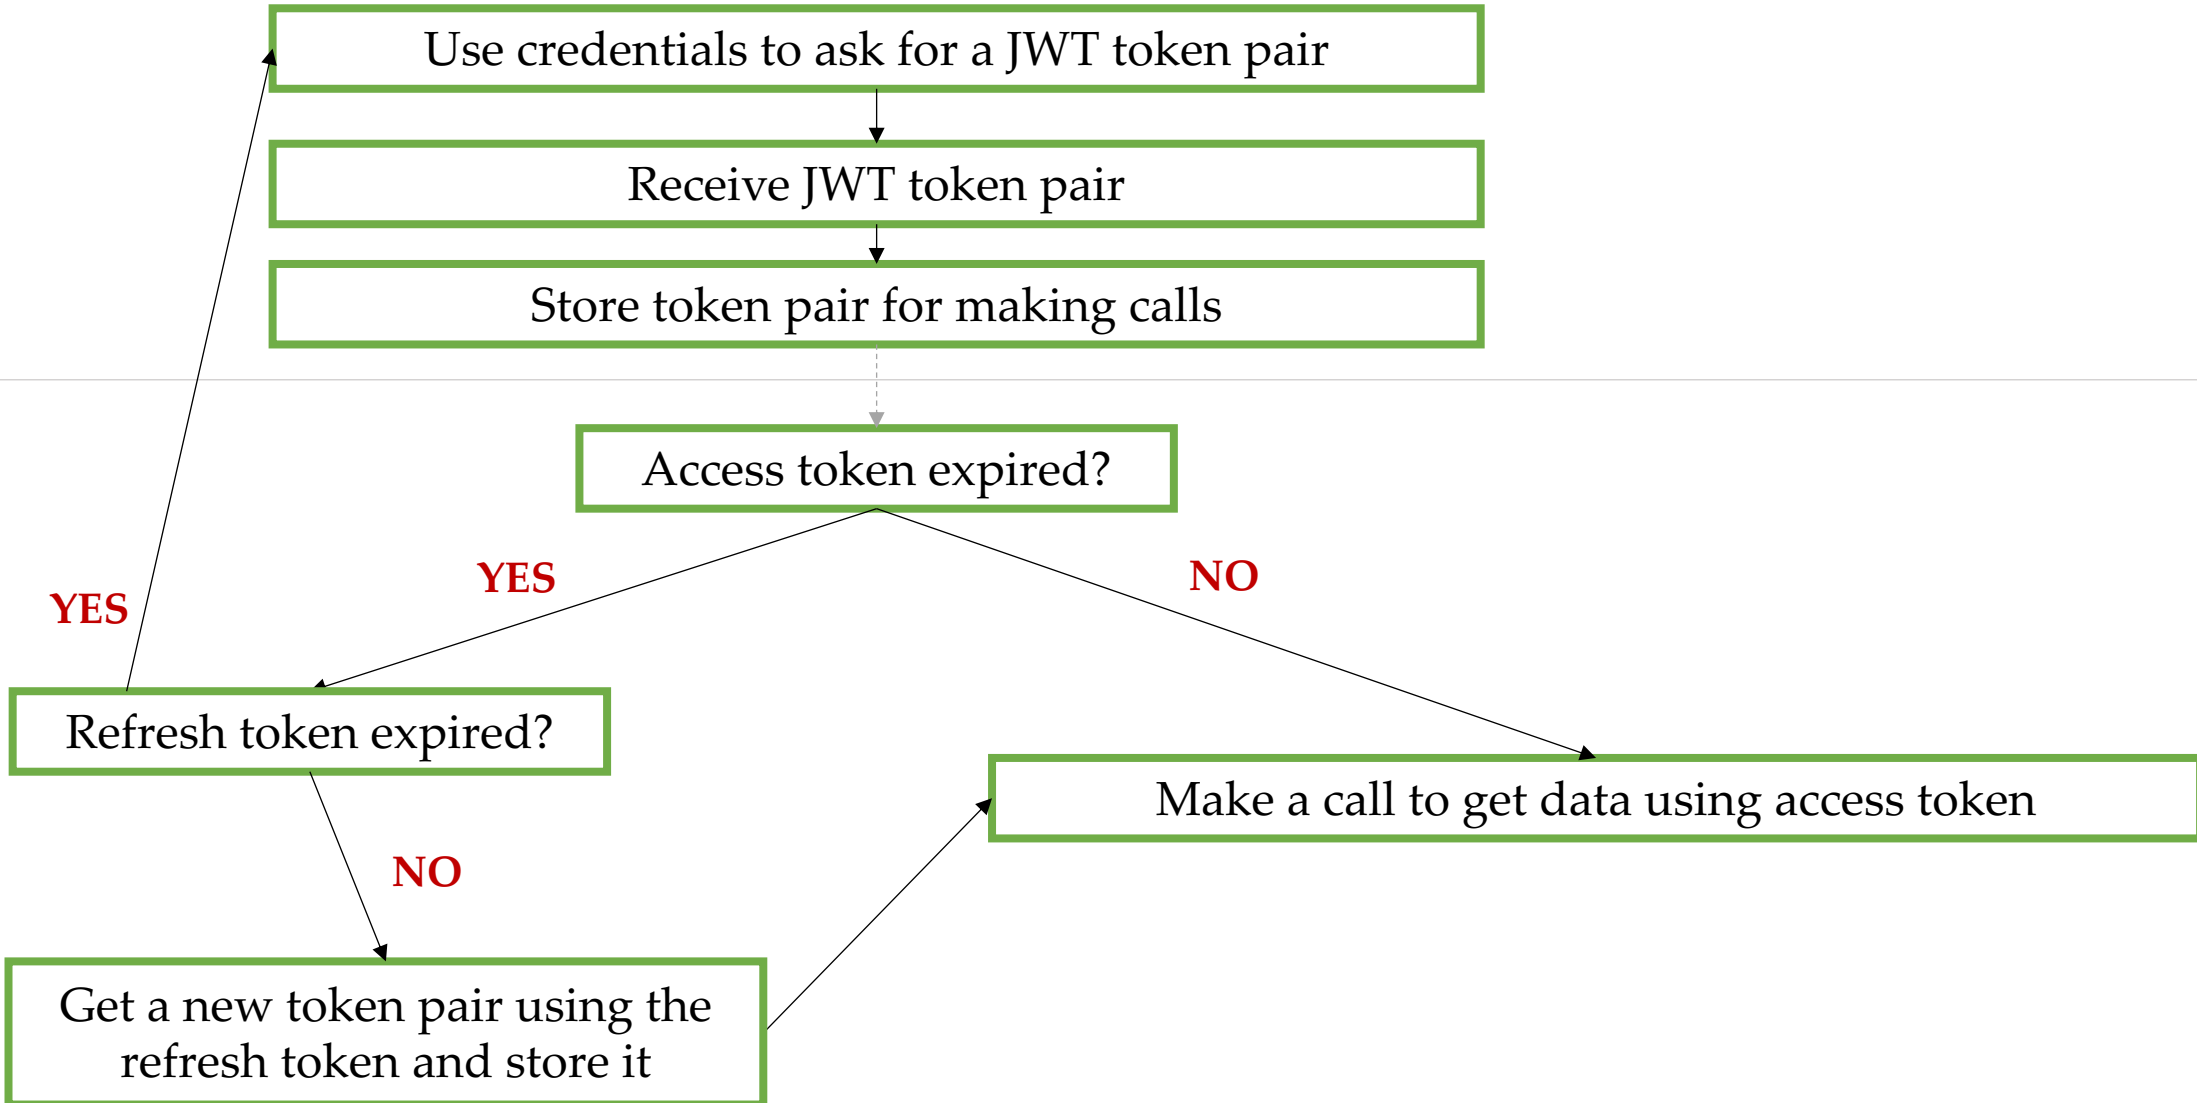 Use credentials to ask for a JWT token pair
Receive JWT token pair
Store token pair for making calls
Access token expired?
YES
NO
YES
Refresh token expired?
Make a call to get data using access token
NO
Get a new token pair using the
refresh token and store it